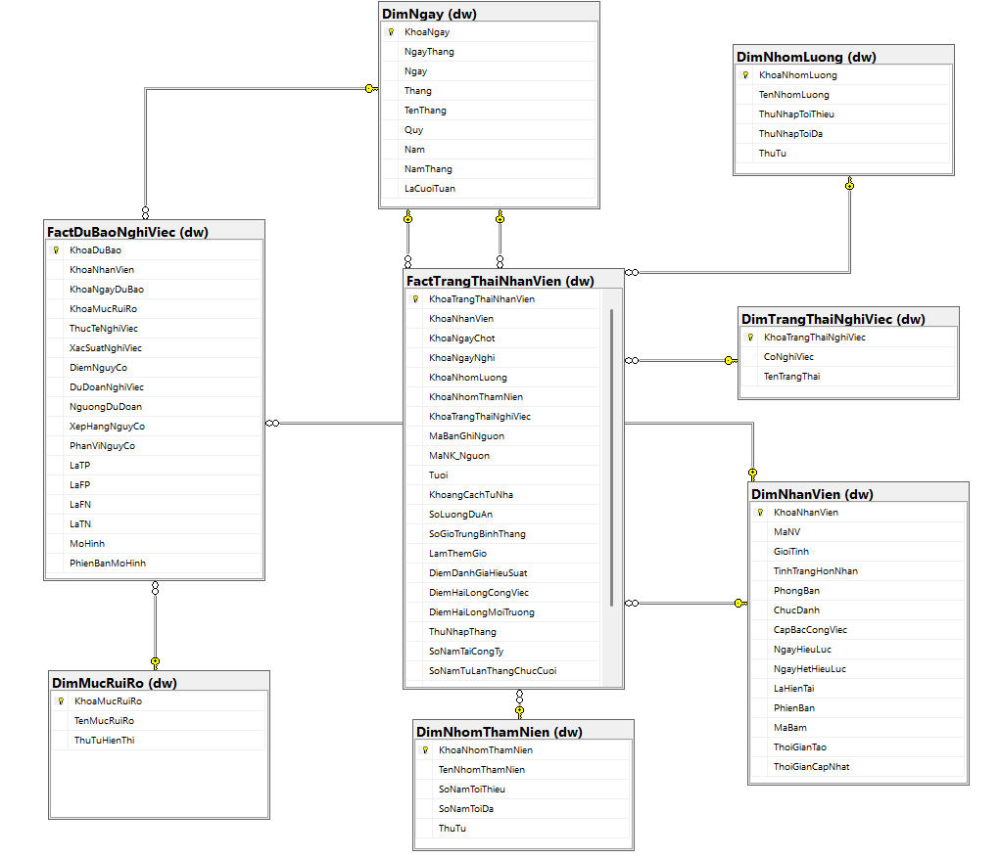 DimNgay (dw)
KhoaNgay
NgayThang
Ngay
Thang
TenThang
Quy
Nam
NamThang
LaCuoiTuan
DimNhomLuong (dw)
KhoaNhomLuong
TenNhomLuong
ThuNhapToiThieu
ThuNhapToiDa
ThuTu
FactDuBaoNghiViec (dw)
KhoaDuBao
KhoaNhanVien
KhoaNgayDuBao
KhoaMucRuiRo
ThucTeNghiViec
XacSuatNghiViec
DiemNguyCo
DuDoanNghiViec
NguongDuDoan
XepHangNguyCo
PhanViNguyCo
LaTP
LaFP
LaFN
LaTN
MoHinh
PhienBanMoHinh
FactTrangThaiNhanVien (dw)
KhoaTrangThaiNhanVien
KhoaNhanVien
KhoaNgayChot
KhoaNgayNghi
KhoaNhomLuong
KhoaNhomThamNien
KhoaTrangThaiNghiViec
MaBanGhiNguon
MaNK_Nguon
Tuoi
KhoangCachTuNha
SoLuongDuAn
SoGioTrungBinhThang
LamThemGio
DiemDanhGiaHieuSuat
DiemHaiLongCongViec
DiemHaiLongMoiTruong
ThuNhapThang
SoNamTaiCongTy
SoNamTuLanThangChucCuoi
DimTrangThaiNghiViec (dw)
KhoaTrangThaiNghiViec
CoNghiViec
TenTrangThai
DimNhanVien (dw)
KhoaNhanVien
MaNV
GioiTinh
TinhTrangHonNhan
PhongBan
ChucDanh
CapBacCongViec
NgayHieuLuc
NgayHetHieuLuc
LaHienTai
PhienBan
MaBam
ThoiGianTao
ThoiGianCapNhat
DimMucRuiRo (dw)
KhoaMucRuiRo
TenMucRuiRo
ThuTuHienThi
DimNhomThamNien (dw)
KhoaNhomThamNien
TenNhomThamNien
SoNamToiThieu
SoNamToiDa
ThuTu